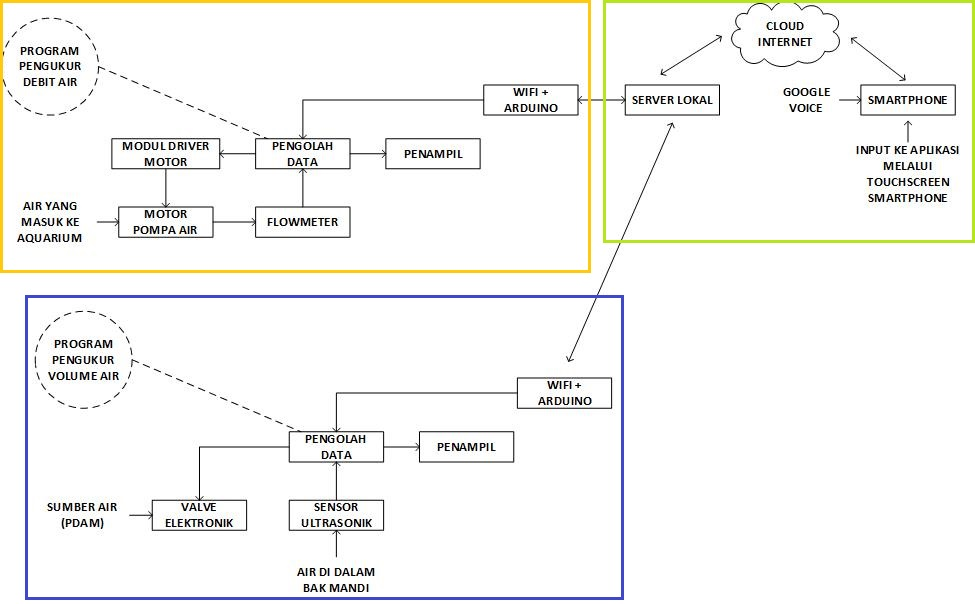 PROGRAM
PENGUKUR
DEBIT AIR
WIFI +
ARDUINO
MODUL DRIVER
MOTOR
PENGOLAH
DATA
PENAMPIL
AIR YANG
MASUK KE
AQUARIUM
MOTOR
POMPA AIR
FLOWMETER
CLOUD
INTERNET
SERVER LOKAL
GOOGLE
VOICE
SMARTPHONE
INPUT KE APLIKASI
MELALUI
TOUCHSCREEN
SMARTPHONE
PROGRAM
PENGUKUR
VOLUME AIR
WIFI +
ARDUINO
PENGOLAH
DATA
PENAMPIL
SUMBER AIR
(PDAM)
VALVE
ELEKTRONIK
SENSOR
ULTRASONIK
AIR DI DALAM
BAK MANDI